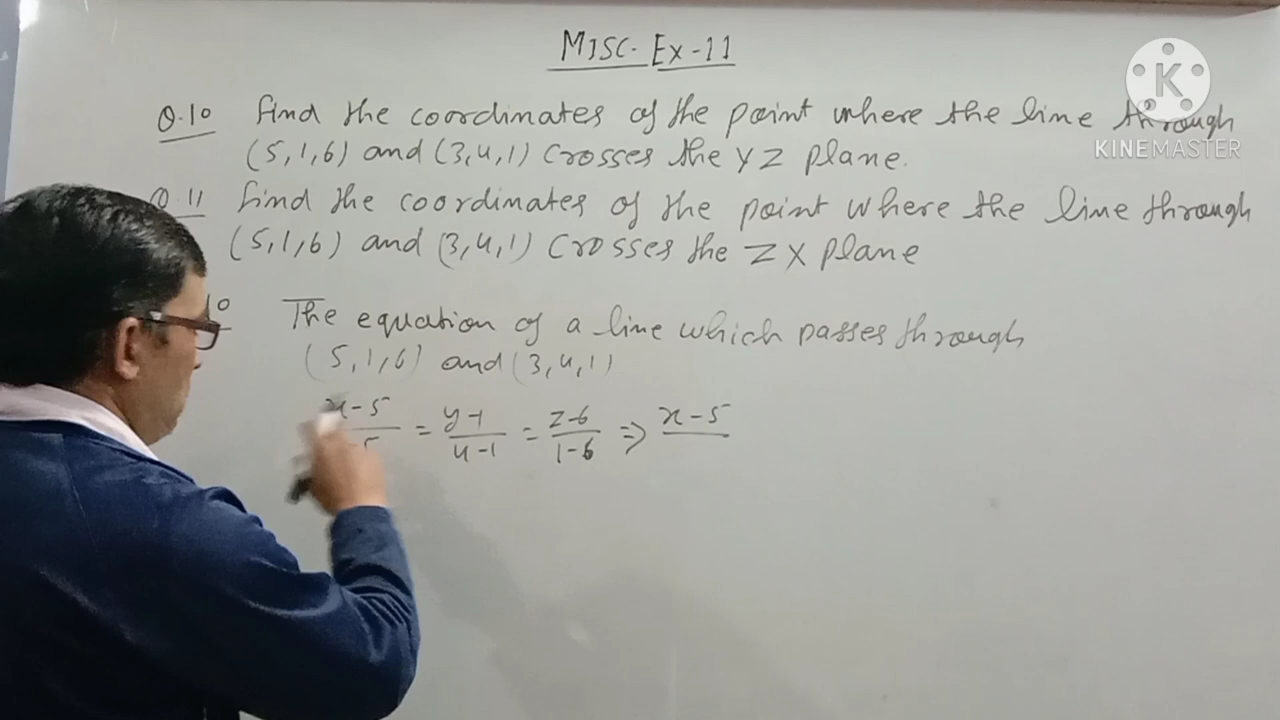 MISC. Ex-11
Q.10 Find the coordinates of the point where the line through
(5,1,6) and (3,4,1) crosses the YZ plane.
Q.11 Find the coordinates of the point where the line through
(5,1,6) and (3,4,1) crosses the ZX plane
10 The equation of a line which passes through
(5,1,6) and (3,4,1)
x-5/5 = y-1/4-1 = z-6/1-6 ⇒ x-5/
K
KINEMASTER